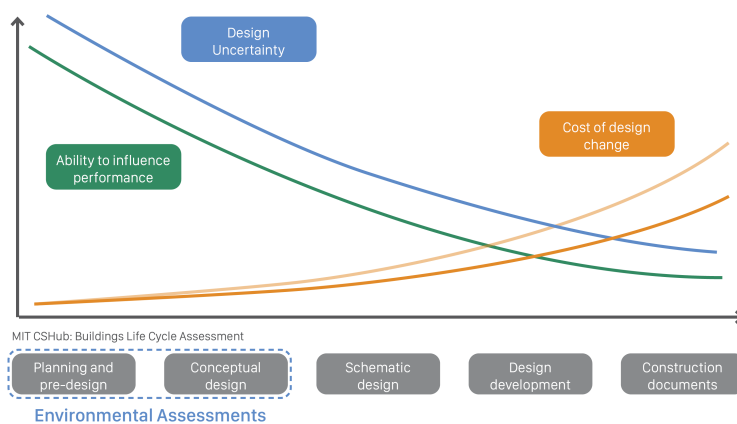 Design
Uncertainty
Cost of design
change
Ability to influence
performance
MIT CSHub: Buildings Life Cycle Assessment
Planning and
pre-design
Conceptual
design
Schematic
design
Design
development
Construction
documents
Environmental Assessments